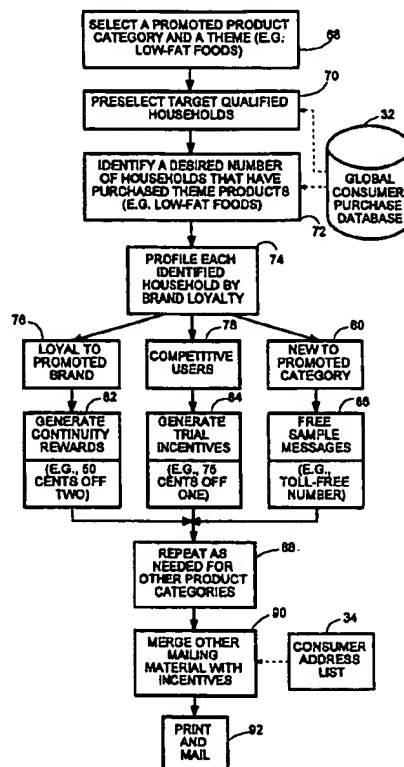 SELECT A PROMOTED PRODUCT
CATEGORY AND A THEME (E.G.
LOW-FAT FOODS)
68
70
PRESELECT TARGET QUALIFIED
HOUSEHOLDS
32
GLOBAL
CONSUMER
PURCHASE
DATABASE
IDENTIFY A DESIRED NUMBER
OF HOUSEHOLDS THAT HAVE
PURCHASED THEME PRODUCTS
(E.G. LOW-FAT FOODS)
72
74
PROFILE EACH
IDENTIFIED
HOUSEHOLD BY
BRAND LOYALTY
76
LOYAL TO
PROMOTED
BRAND
78
COMPETITIVE
USERS
80
NEW TO
PROMOTED
CATEGORY
82
GENERATE
CONTINUITY
REWARDS
(E.G., 50
CENTS OFF
TWO)
84
GENERATE
TRIAL
INCENTIVES
(E.G., 75
CENTS OFF
ONE)
86
FREE
SAMPLE
MESSAGES
(E.G.,
TOLL-FREE
NUMBER)
88
REPEAT AS
NEEDED FOR
OTHER PRODUCT
CATEGORIES
90
MERGE OTHER
MAILING
MATERIAL WITH
INCENTIVES
34
CONSUMER
ADDRESS
LIST
PRINT
AND
MAIL
92